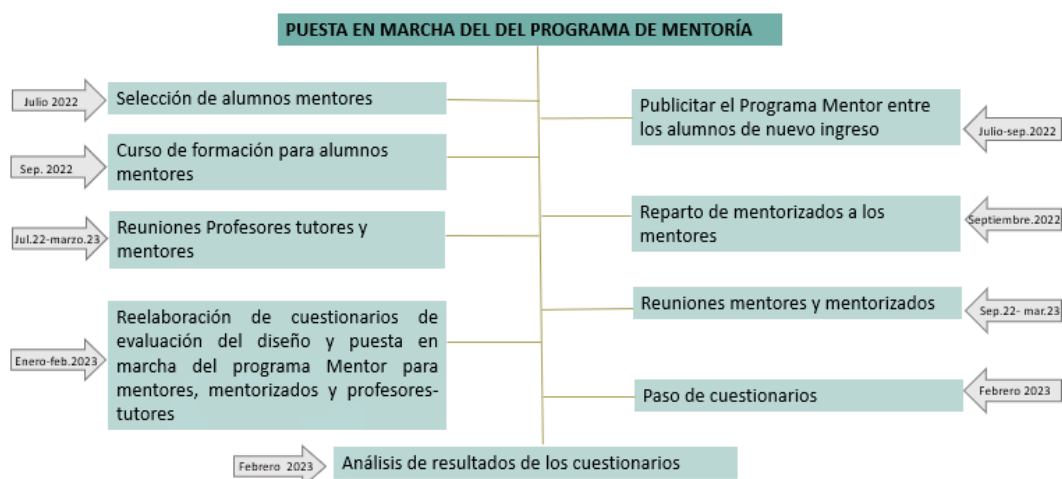 PUESTA EN MARCHA DEL DEL PROGRAMA DE MENTORÍA
Julio 2022
Selección de alumnos mentores
Publicitar el Programa Mentor entre
los alumnos de nuevo ingreso
Julio-sep.2022
Sep. 2022
Curso de formación para alumnos
mentores
Jul.22-marzo.23
Reuniones Profesores tutores y
mentores
Reparto de mentorizados a los
mentores
Septiembre.2022
Reuniones mentores y mentorizados
Sep.22- mar.23
Enero-feb.2023
Reelaboración de cuestionarios de
evaluación del diseño y puesta en
marcha del programa Mentor para
mentores, mentorizados y profesores-
tutores
Paso de cuestionarios
Febrero 2023
Febrero 2023
Análisis de resultados de los cuestionarios